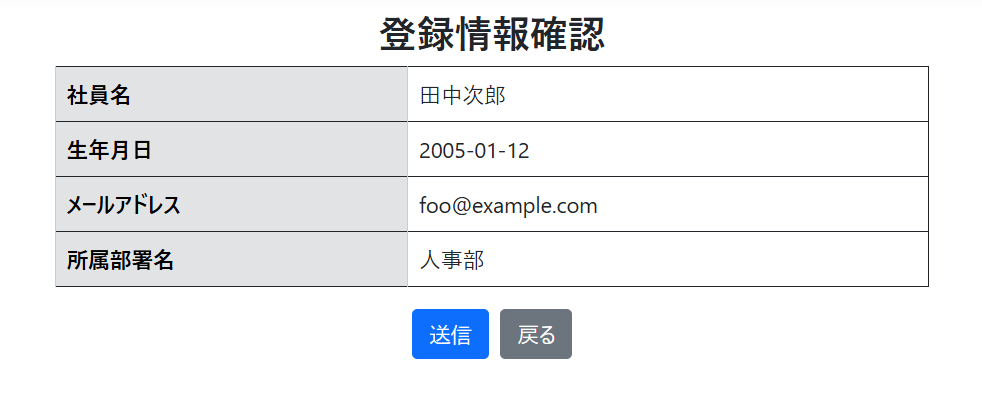 登録情報確認
社員名 田中次郎
生年月日 2005-01-12
メールアドレス foo@example.com
所属部署名 人事部
送信 戻る